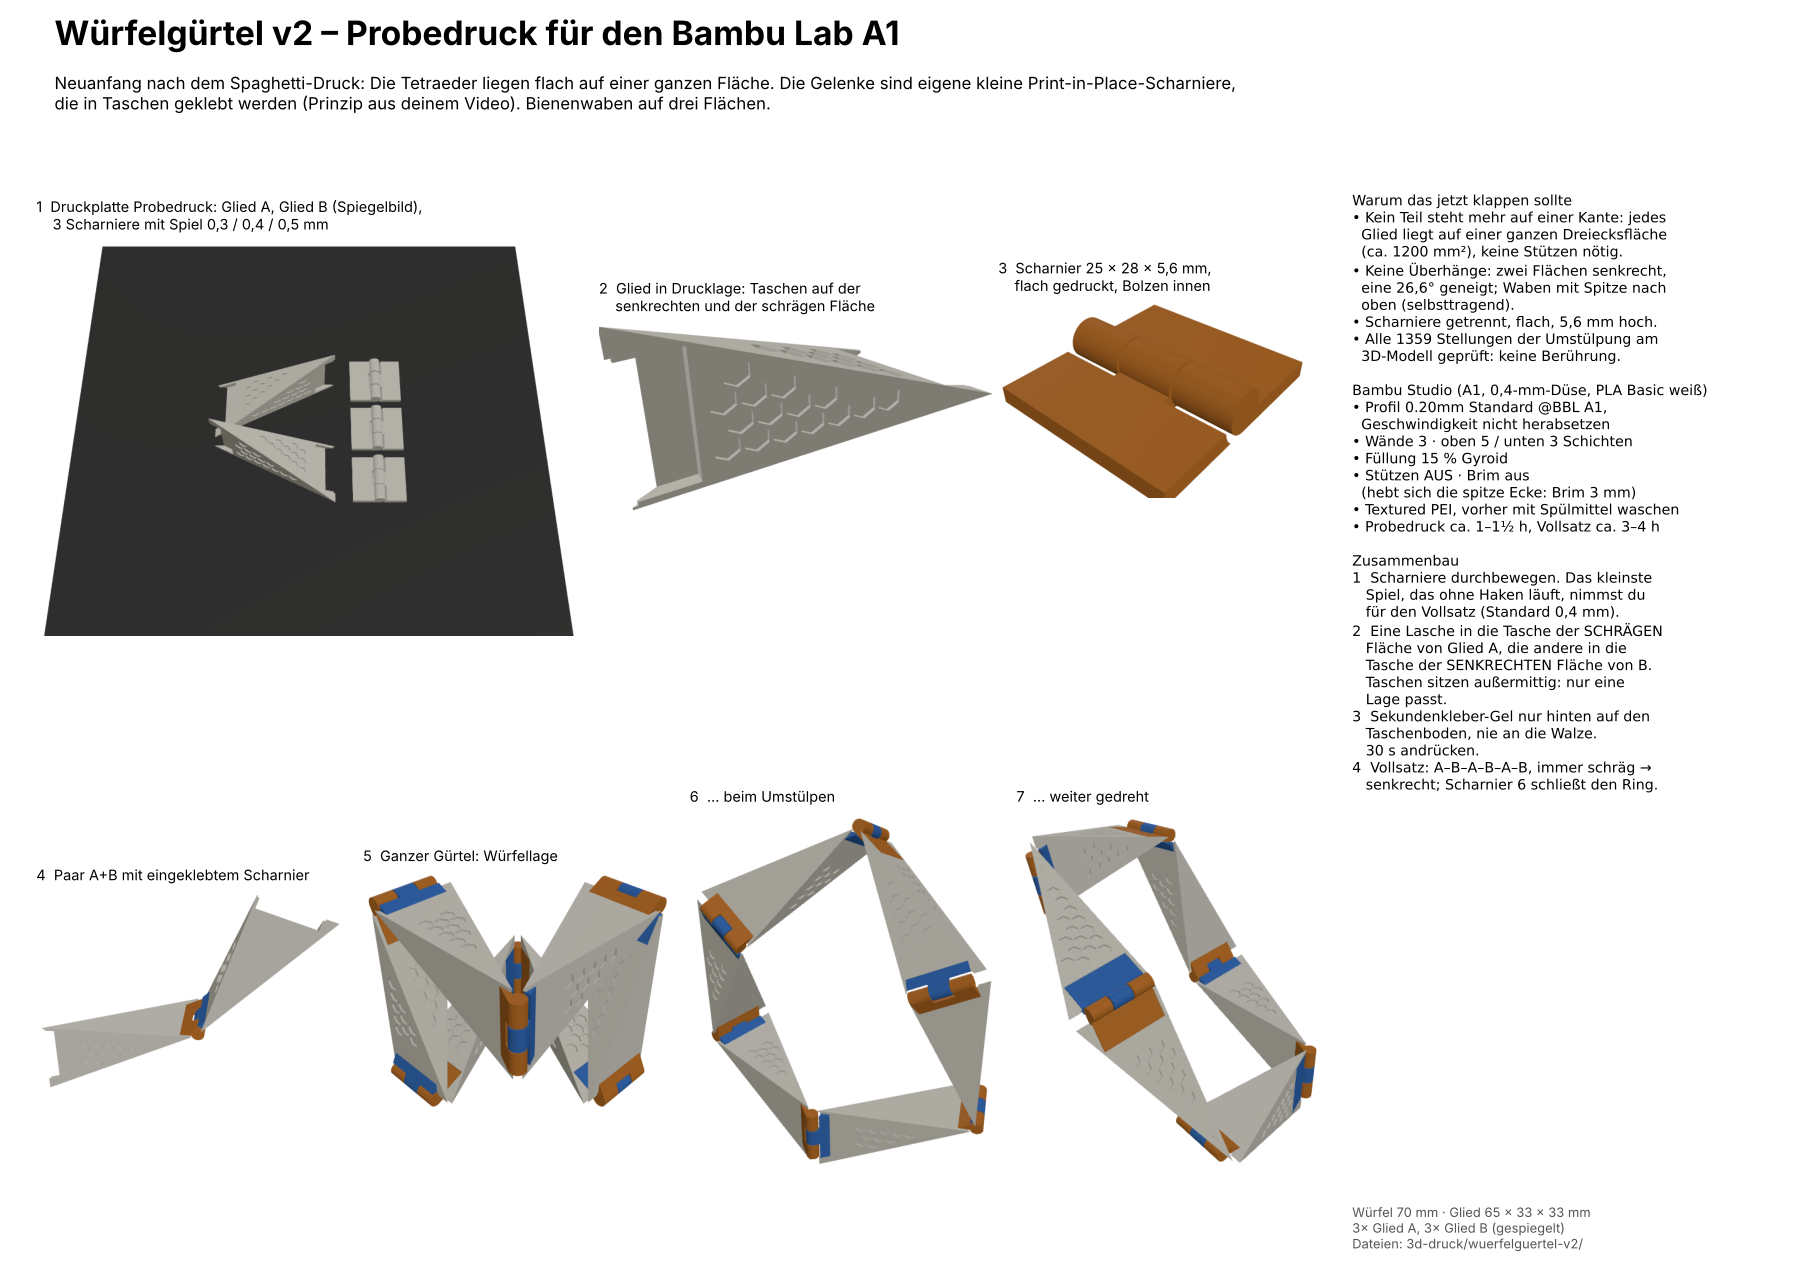 Würfelgürtel v2 – Probedruck für den Bambu Lab A1
Neuanfang nach dem Spaghetti-Druck: Die Tetraeder liegen flach auf einer ganzen Fläche. Die Gelenke sind eigene kleine Print-in-Place-Scharniere,
die in Taschen geklebt werden (Prinzip aus deinem Video). Bienenwaben auf drei Flächen.
1 Druckplatte Probedruck: Glied A, Glied B (Spiegelbild),
3 Scharniere mit Spiel 0,3 / 0,4 / 0,5 mm
2 Glied in Drucklage: Taschen auf der
senkrechten und der schrägen Fläche
3 Scharnier 25 × 28 × 5,6 mm,
flach gedruckt, Bolzen innen
4 Paar A+B mit eingeklebtem Scharnier
5 Ganzer Gürtel: Würfellage
6 … beim Umstülpen
7 … weiter gedreht
Warum das jetzt klappen sollte
• Kein Teil steht mehr auf einer Kante: jedes
Glied liegt auf einer ganzen Dreiecksfläche
(ca. 1200 mm²), keine Stützen nötig.
• Keine Überhänge: zwei Flächen senkrecht,
eine 26,6° geneigt; Waben mit Spitze nach
oben (selbsttragend).
• Scharniere getrennt, flach, 5,6 mm hoch.
• Alle 1359 Stellungen der Umstülpung am
3D-Modell geprüft: keine Berührung.
Bambu Studio (A1, 0,4-mm-Düse, PLA Basic weiß)
• Profil 0.20mm Standard @BBL A1,
Geschwindigkeit nicht herabsetzen
• Wände 3 · oben 5 / unten 3 Schichten
• Füllung 15 % Gyroid
• Stützen AUS · Brim aus
(hebt sich die spitze Ecke: Brim 3 mm)
• Textured PEI, vorher mit Spülmittel waschen
• Probedruck ca. 1–1½ h, Vollsatz ca. 3–4 h
Zusammenbau
1 Scharniere durchbewegen. Das kleinste
Spiel, das ohne Haken läuft, nimmst du
für den Vollsatz (Standard 0,4 mm).
2 Eine Lasche in die Tasche der SCHRÄGEN
Fläche von Glied A, die andere in die
Tasche der SENKRECHTEN Fläche von B.
Taschen sitzen außermittig: nur eine
Lage passt.
3 Sekundenkleber-Gel nur hinten auf den
Taschenboden, nie an die Walze.
30 s andrücken.
4 Vollsatz: A–B–A–B–A–B, immer schräg →
senkrecht; Scharnier 6 schließt den Ring.
Würfel 70 mm · Glied 65 × 33 × 33 mm
3× Glied A, 3× Glied B (gespiegelt)
Dateien: 3d-druck/wuerfelguertel-v2/